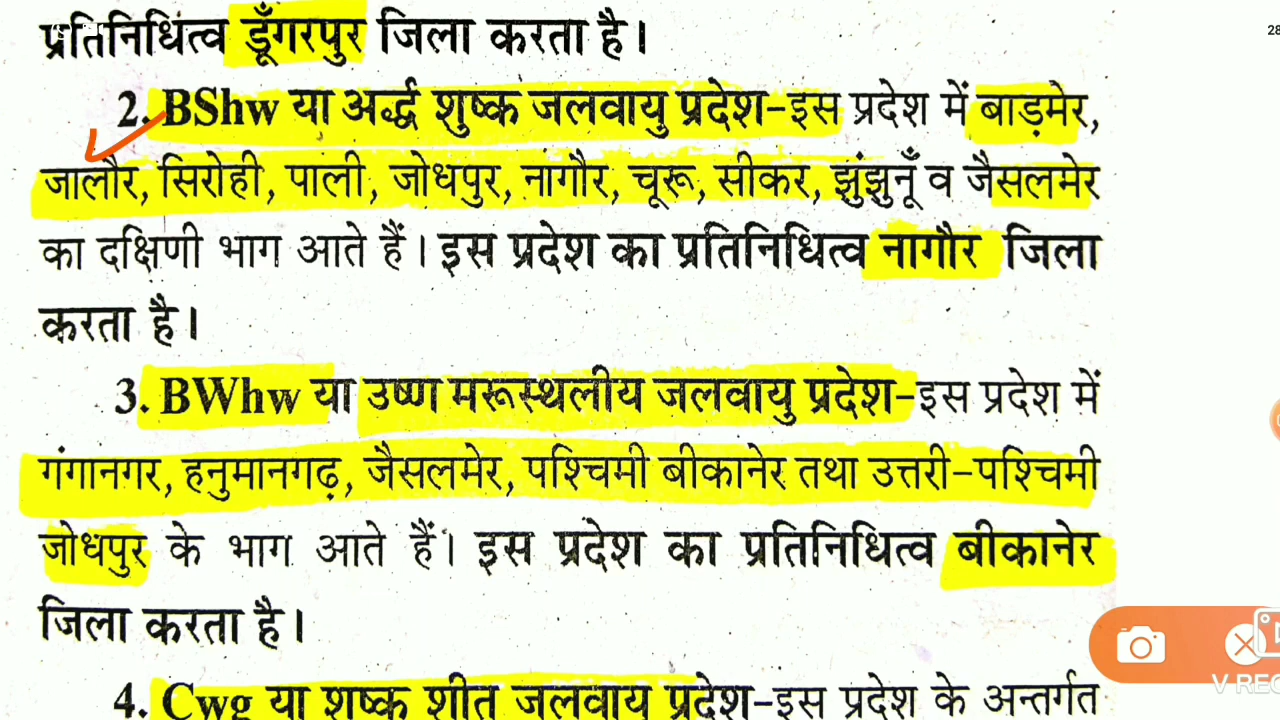 प्रतिनिधित्व डूँगरपुर जिला करता है।
28
2. BShw या अर्द्ध शुष्क जलवायु प्रदेश-इस प्रदेश में बाड़मेर,
जालौर, सिरोही, पाली, जोधपुर, नागौर, चूरू, सीकर, झुंझुनूँ व जैसलमेर
का दक्षिणी भाग आते हैं। इस प्रदेश का प्रतिनिधित्व नागौर जिला
करता है।
3. BWhw या उष्ण मरूस्थलीय जलवायु प्रदेश-इस प्रदेश में
गंगानगर, हनुमानगढ़, जैसलमेर, पश्चिमी बीकानेर तथा उत्तरी-पश्चिमी
जोधपुर के भाग आते हैं। इस प्रदेश का प्रतिनिधित्व बीकानेर
जिला करता है।
4. Cwg या शुष्क शीत जलवायु प्रदेश-इस प्रदेश के अन्तर्गत
V REC